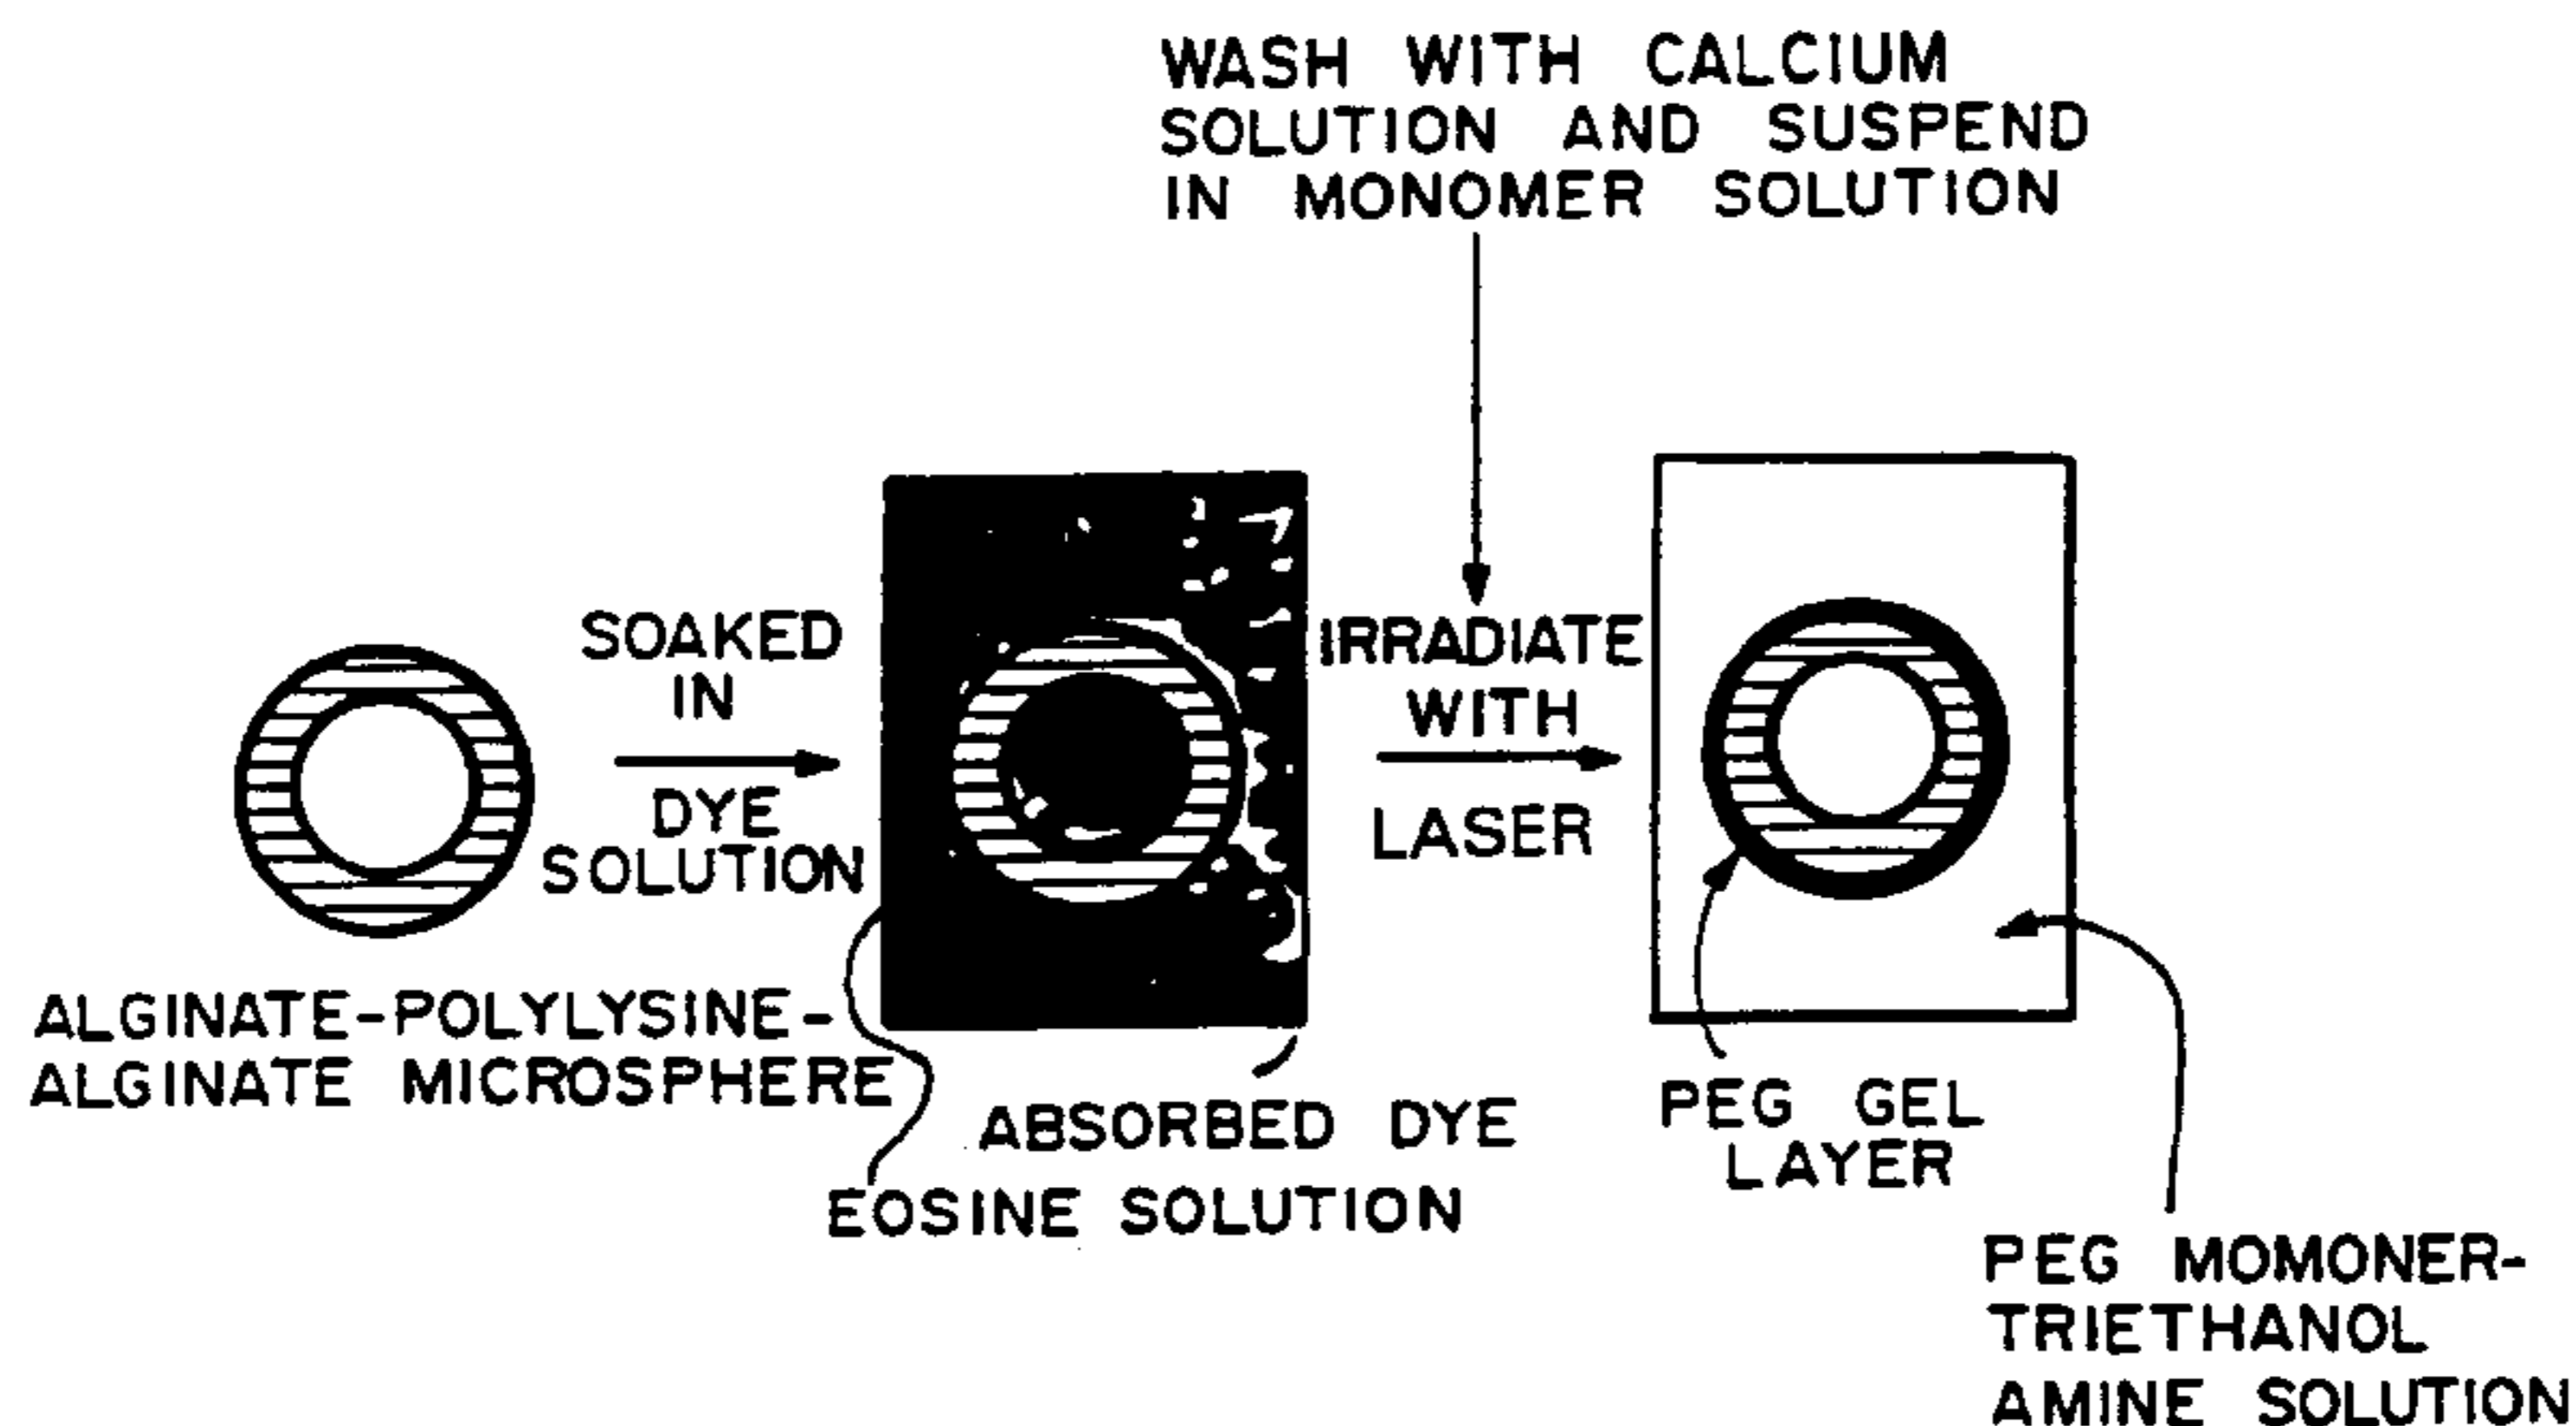 WASH WITH CALCIUM
SOLUTION AND SUSPEND
IN MONOMER SOLUTION
SOAKED
IN
DYE
SOLUTION
IRRADIATE
WITH
LASER
ALGINATE-POLYLYSINE-
ALGINATE MICROSPHERE
ABSORBED DYE
EOSINE SOLUTION
PEG GEL
LAYER
PEG MOMONER-
TRIETHANOL
AMINE SOLUTION